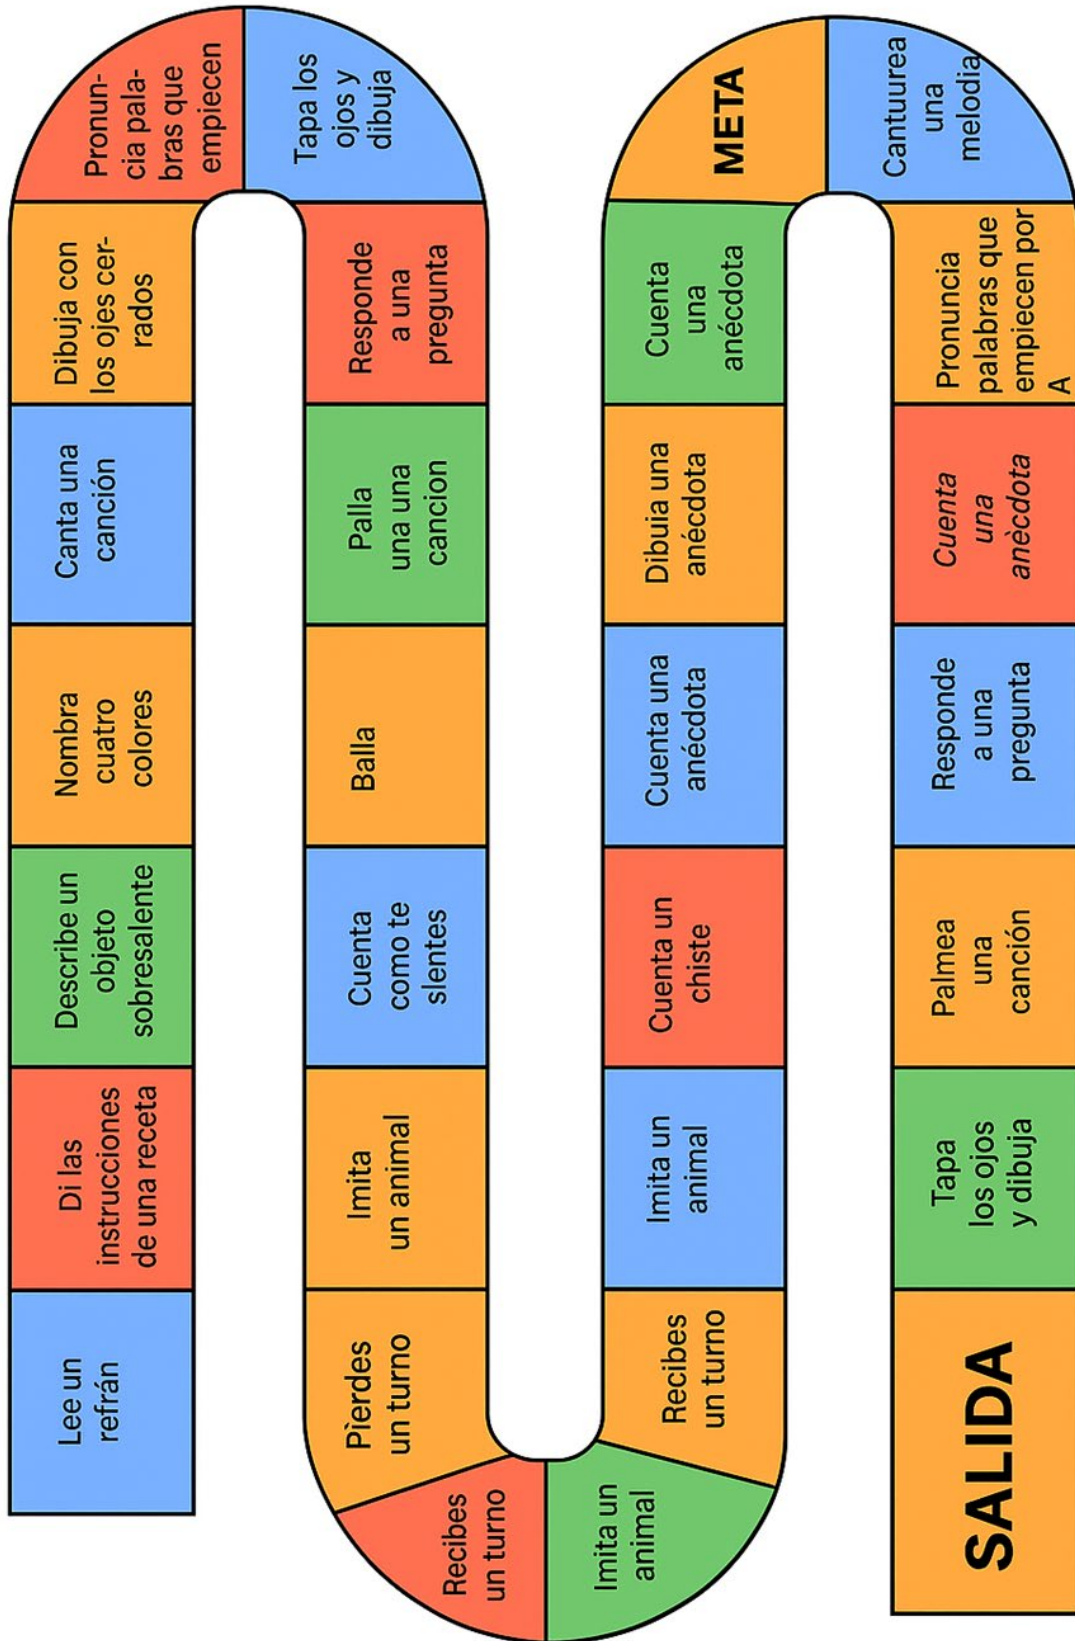 Lee un
refrán
Di las
instrucciones
de una receta
Describe un
objeto
sobresalente
Nombra
cuatro
colores
Canta una
canción
Dibuja con
los ojes cer-
rados
Pronun-
cia pala-
bras que
empiecen
Tapa los
ojos y
dibuja
Responde
a una
pregunta
Palla
una una
cancion
Balla
Cuenta
como te
slentes
Imita
un animal
Pìerdes
un turno
Recibes
un turno
Imita un
animal
Recibes
un turno
Imita un
animal
Cuenta un
chiste
Cuenta una
anécdota
Dibuia una
anécdota
Cuenta
una
anécdota
META
Cantuurea
una
melodia
Pronuncia
palabras que
empiecen por
A
Cuenta
una
anècdota
Responde
a una
pregunta
Palmea
una
canción
Tapa
los ojos
y dibuja
SALIDA